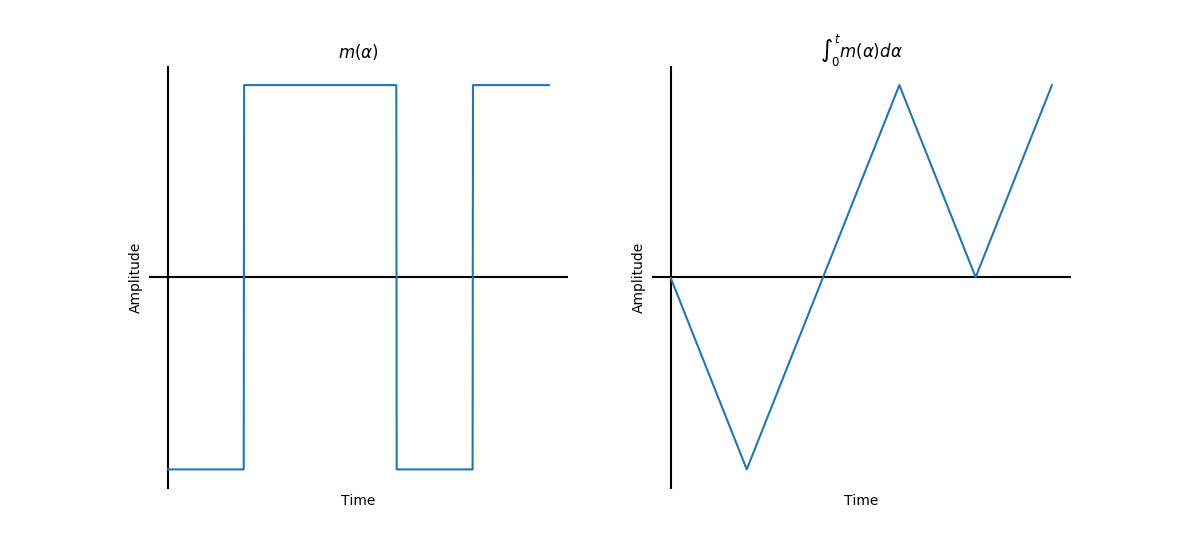 m(α)
Amplitude
Time
∫₀ᵗ m(α)dα
Amplitude
Time